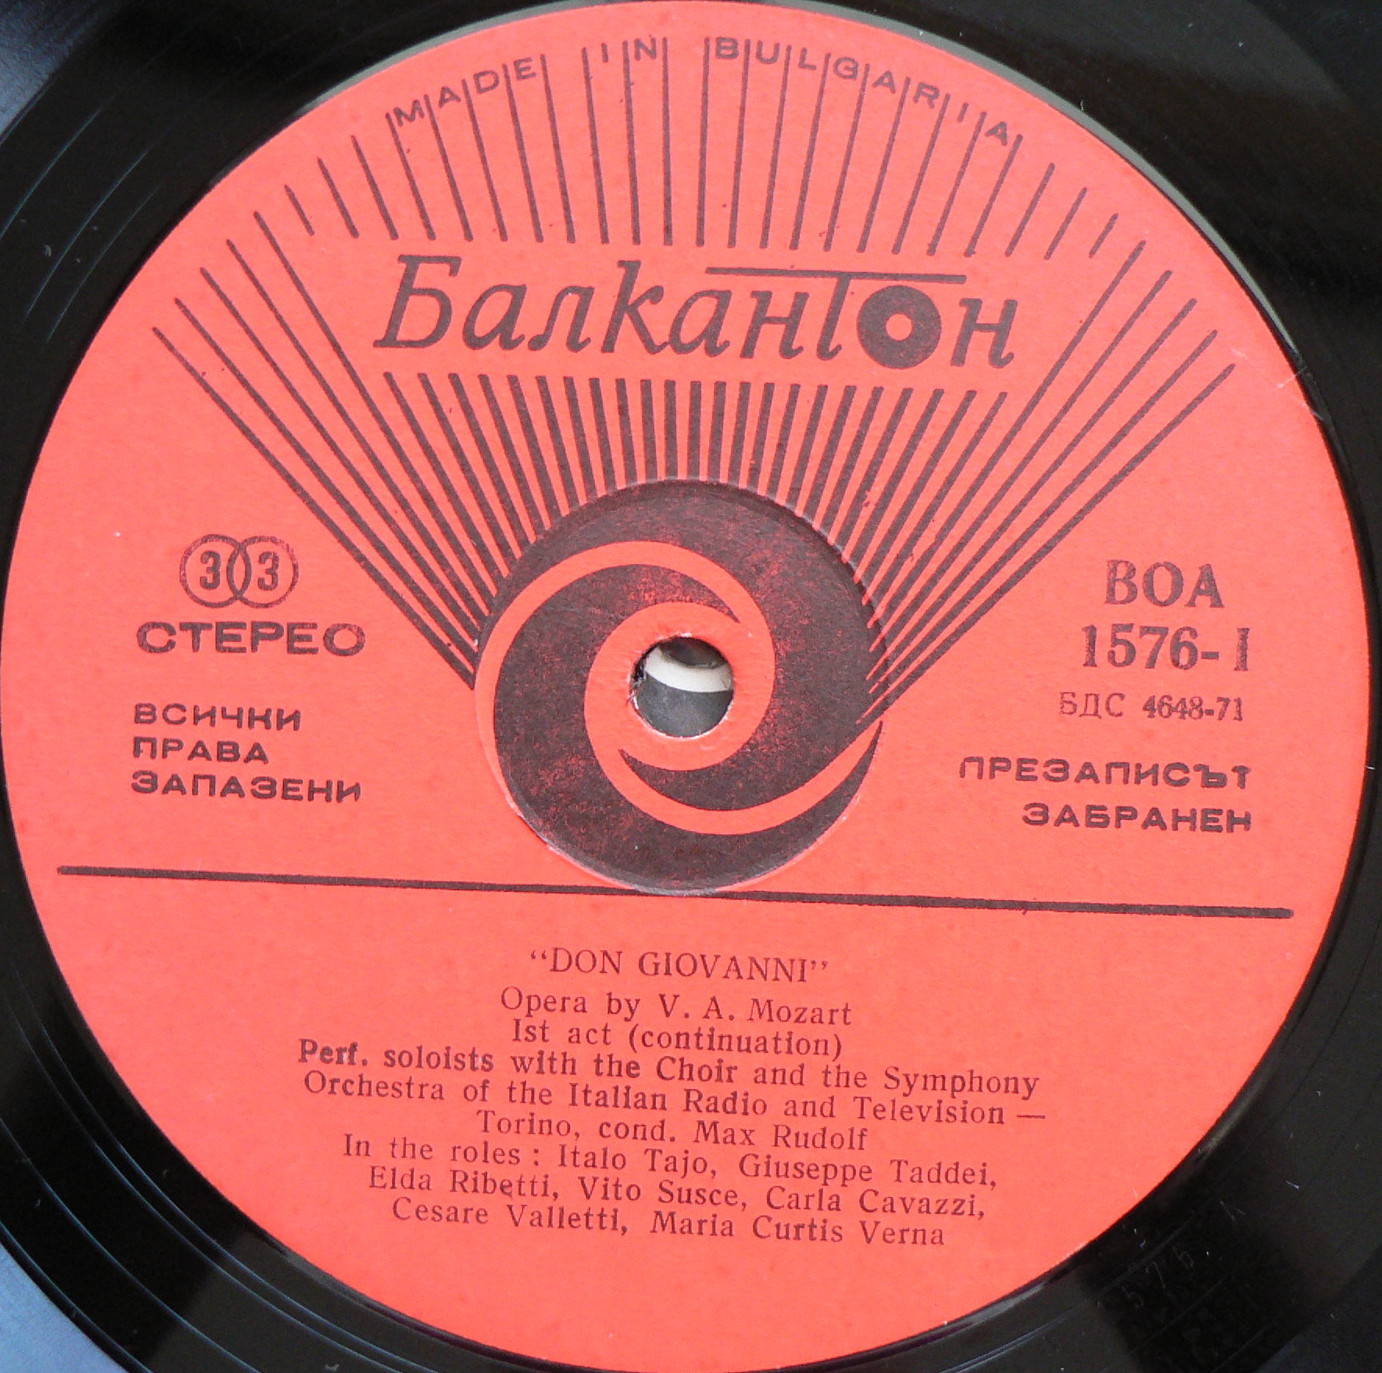 MADE IN BULGARIA
Балкантон
33
СТЕРЕО
ВСИЧКИ
ПРАВА
ЗАПАЗЕНИ
ВОА
1576-I
БДС 4648-71
ПРЕЗАПИСЪТ
ЗАБРАНЕН
“DON GIOVANNI”
Opera by V. A. Mozart
Ist act (continuation)
Perf. soloists with the Choir and the Symphony
Orchestra of the Italian Radio and Television —
Torino, cond. Max Rudolf
In the roles : Italo Tajo, Giuseppe Taddei,
Elda Ribetti, Vito Susce, Carla Cavazzi,
Cesare Valletti, Maria Curtis Verna